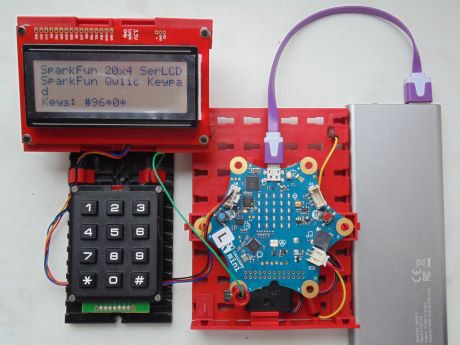 SparkFun 20x4 SerLCD
SparkFun Qwiic Keypa
d
Keys: #96*0*
1 2 3
4 5 6
7 8 9
* 0 #
mini